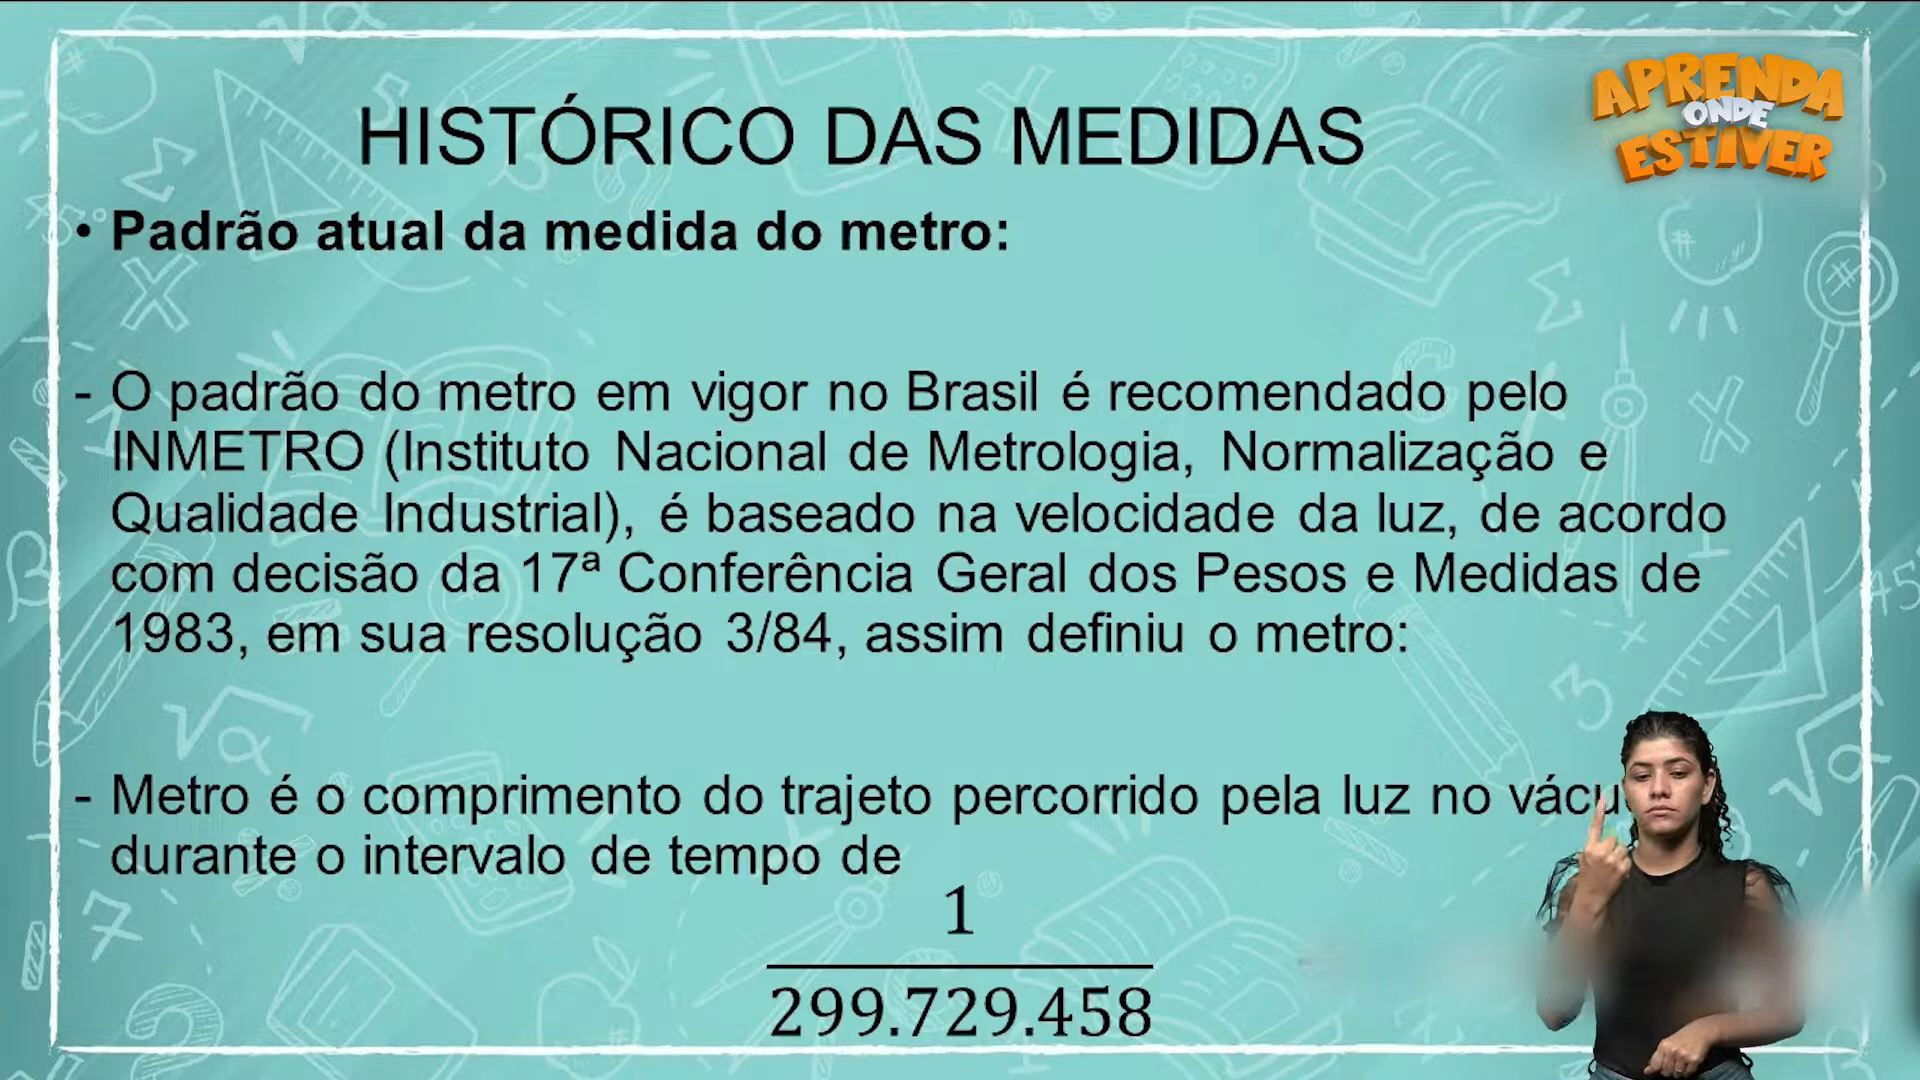 APRENDA
ONDE
ESTIVER
HISTÓRICO DAS MEDIDAS
• Padrão atual da medida do metro:
- O padrão do metro em vigor no Brasil é recomendado pelo
INMETRO (Instituto Nacional de Metrologia, Normalização e
Qualidade Industrial), é baseado na velocidade da luz, de acordo
com decisão da 17ª Conferência Geral dos Pesos e Medidas de
1983, em sua resolução 3/84, assim definiu o metro:
- Metro é o comprimento do trajeto percorrido pela luz no vácu
durante o intervalo de tempo de
1
299.729.458